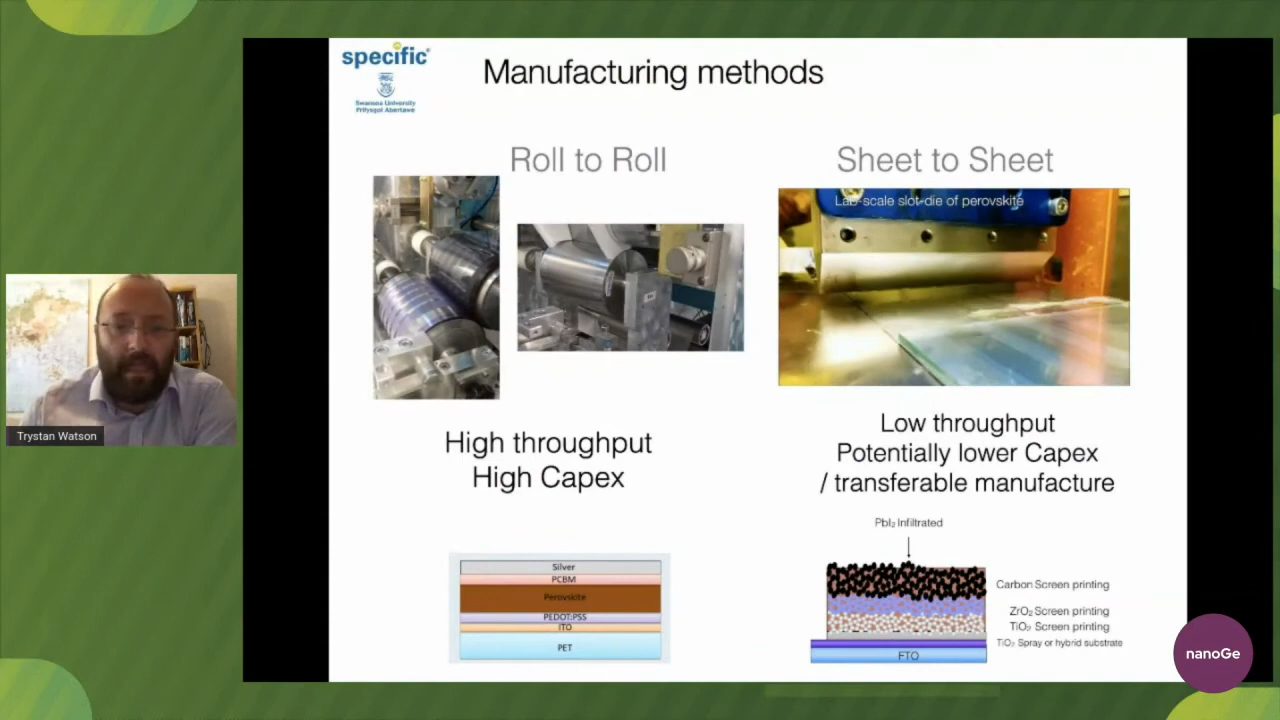 specific®
Swansea University
Prifysgol Abertawe
Manufacturing methods
Roll to Roll
Sheet to Sheet
Lab-scale slot-die of perovskite
High throughput
High Capex
Low throughput
Potentially lower Capex
/ transferable manufacture
Silver
PCBM
Perovskite
PEDOT:PSS
ITO
PET
PbI₂ Infiltrated
Carbon Screen printing
ZrO₂ Screen printing
TiO₂ Screen printing
TiO₂ Spray or hybrid substrate
FTO
Trystan Watson
nanoGe